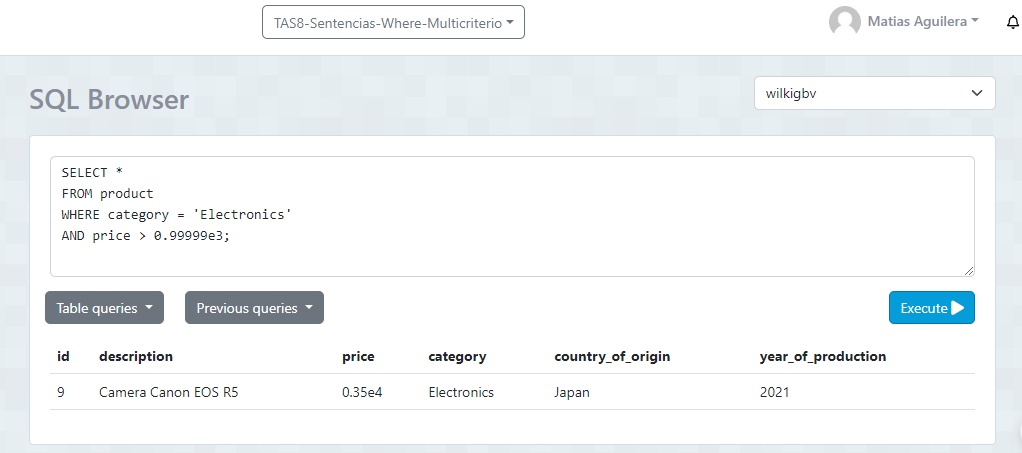 TAS8-Sentencias-Where-Multicriterio
Matias Aguilera
SQL Browser
wilkigbv
SELECT *
FROM product
WHERE category = 'Electronics'
AND price > 0.99999e3;
Table queries
Previous queries
Execute
id description price category country_of_origin year_of_production
9 Camera Canon EOS R5 0.35e4 Electronics Japan 2021